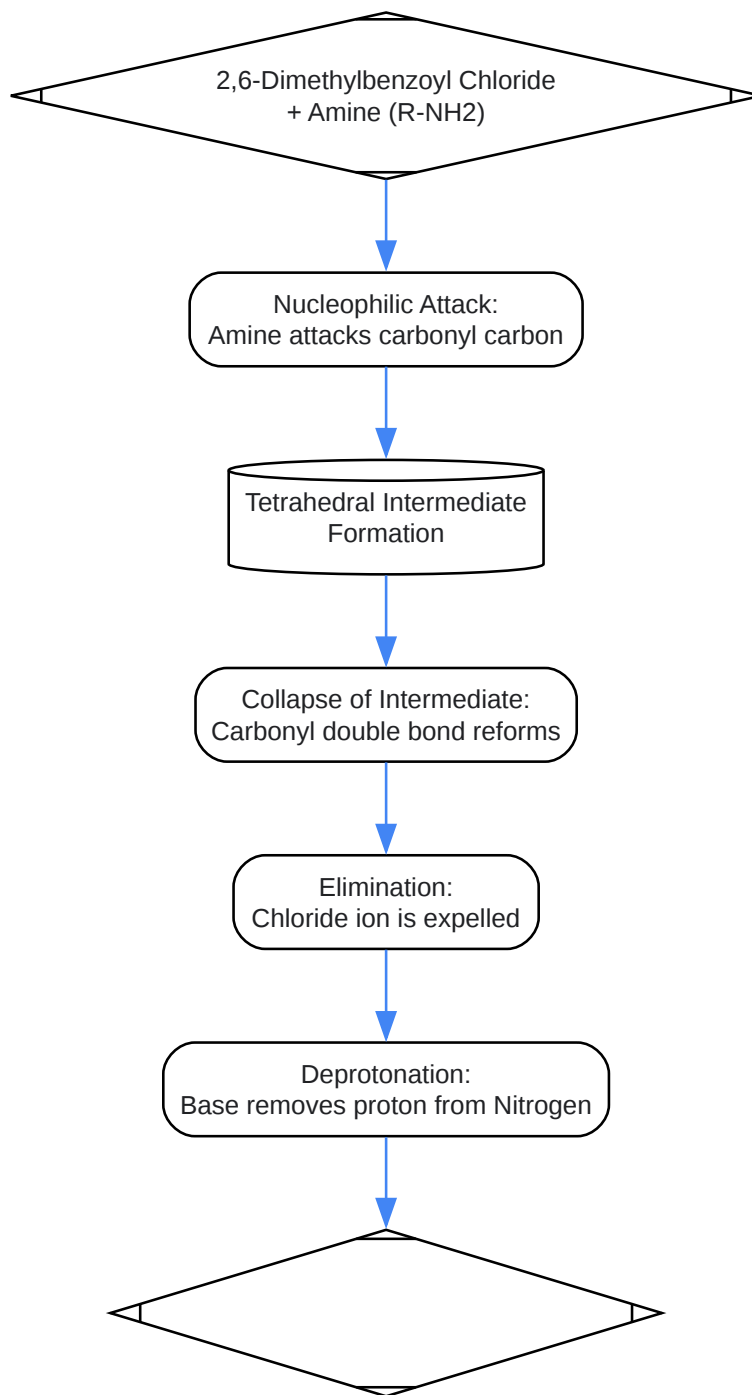 2,6-Dimethylbenzoyl Chloride
+ Amine (R-NH2)
Nucleophilic Attack:
Amine attacks carbonyl carbon
Tetrahedral Intermediate
Formation
Collapse of Intermediate:
Carbonyl double bond reforms
Elimination:
Chloride ion is expelled
Deprotonation:
Base removes proton from Nitrogen